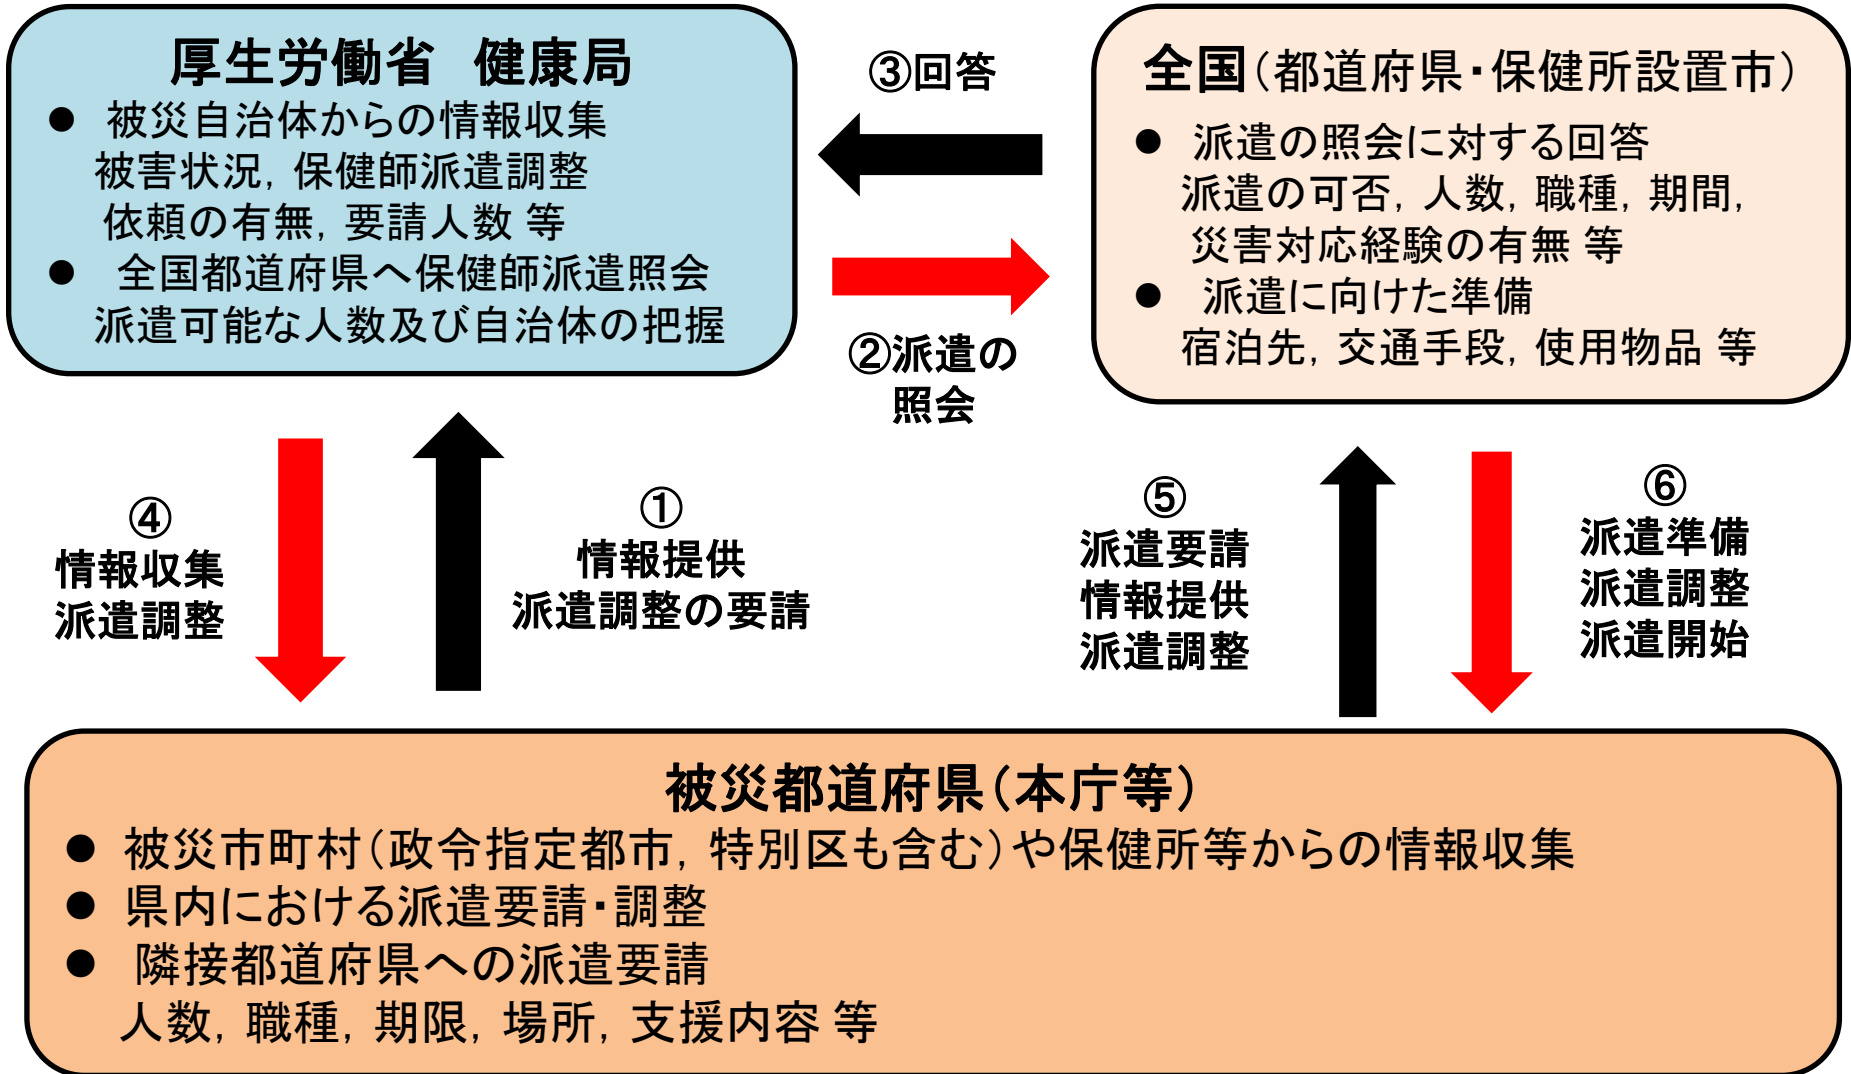 厚生労働省　健康局
● 被災自治体からの情報収集
被害状況, 保健師派遣調整
依頼の有無, 要請人数 等
● 全国都道府県へ保健師派遣照会
派遣可能な人数及び自治体の把握
③回答
②派遣の
照会
全国（都道府県・保健所設置市）
● 派遣の照会に対する回答
派遣の可否, 人数, 職種, 期間,
災害対応経験の有無 等
● 派遣に向けた準備
宿泊先, 交通手段, 使用物品 等
④
情報収集
派遣調整
①
情報提供
派遣調整の要請
⑤
派遣要請
情報提供
派遣調整
⑥
派遣準備
派遣調整
派遣開始
被災都道府県（本庁等）
● 被災市町村（政令指定都市, 特別区も含む）や保健所等からの情報収集
● 県内における派遣要請・調整
● 隣接都道府県への派遣要請
人数, 職種, 期限, 場所, 支援内容 等